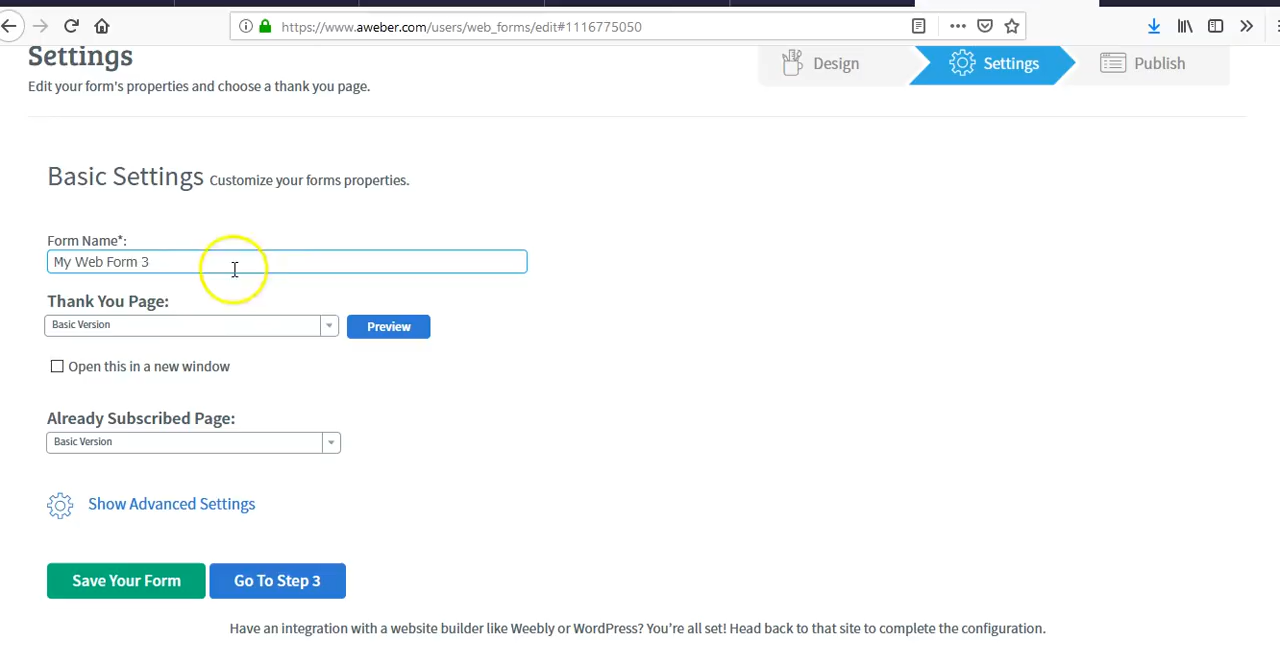 https://www.aweber.com/users/web_forms/edit#1116775050
Settings
Edit your form's properties and choose a thank you page.
Design
Settings
Publish
Basic Settings Customize your forms properties.
Form Name*:
My Web Form 3
Thank You Page:
Basic Version
Preview
Open this in a new window
Already Subscribed Page:
Basic Version
Show Advanced Settings
Save Your Form
Go To Step 3
Have an integration with a website builder like Weebly or WordPress? You're all set! Head back to that site to complete the configuration.